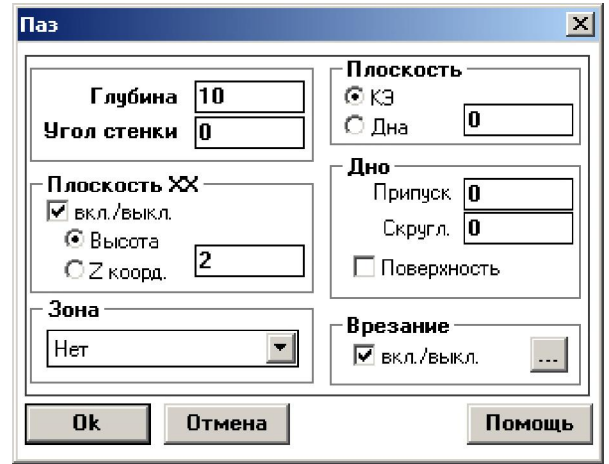 Паз
Глубина 10
Угол стенки 0
Плоскость XX
вкл./выкл.
Высота
Z коорд. 2
Зона
Нет
Плоскость
КЭ
Дна 0
Дно
Припуск 0
Скругл. 0
Поверхность
Врезание
вкл./выкл. ...
Ok Отмена Помощь